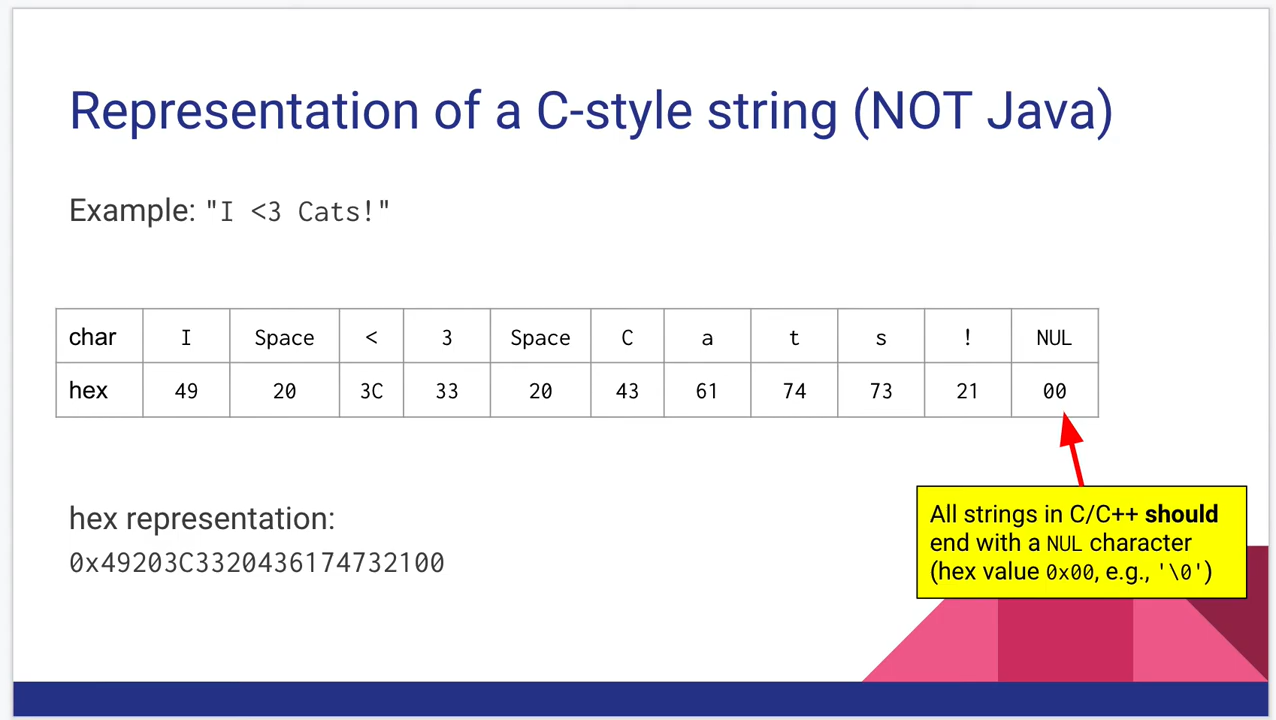 Representation of a C-style string (NOT Java)
Example: "I <3 Cats!"
char I Space < 3 Space C a t s ! NUL
hex 49 20 3C 33 20 43 61 74 73 21 00
hex representation:
0x49203C3320436174732100
All strings in C/C++ should
end with a NUL character
(hex value 0x00, e.g., '\0')